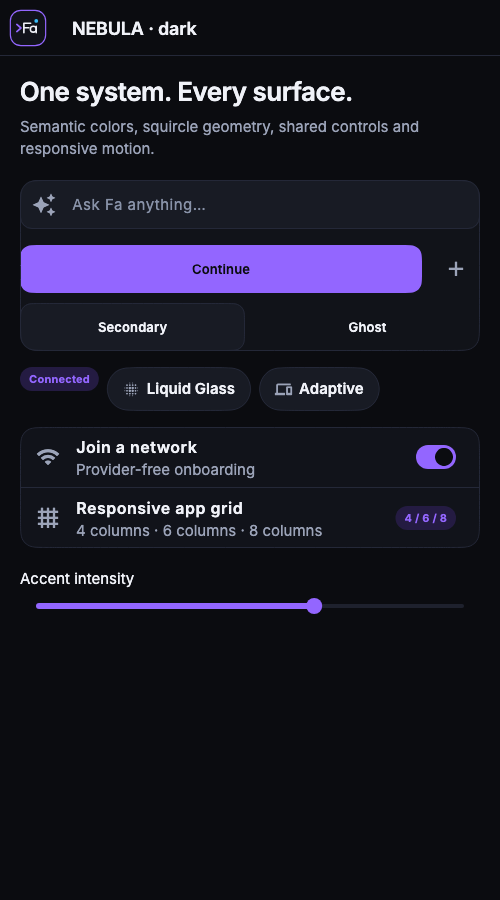 >Fa
NEBULA · dark
One system. Every surface.
Semantic colors, squircle geometry, shared controls and
responsive motion.
Ask Fa anything...
Continue
Secondary
Ghost
Connected
Liquid Glass
Adaptive
Join a network
Provider-free onboarding
Responsive app grid
4 columns · 6 columns · 8 columns
4 / 6 / 8
Accent intensity